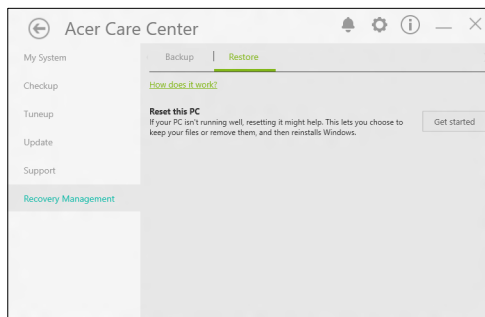 Acer Care Center
My System
Checkup
Tuneup
Update
Support
Recovery Management
Backup
Restore
How does it work?
Reset this PC
If your PC isn't running well, resetting it might help. This lets you choose to
keep your files or remove them, and then reinstalls Windows.
Get started